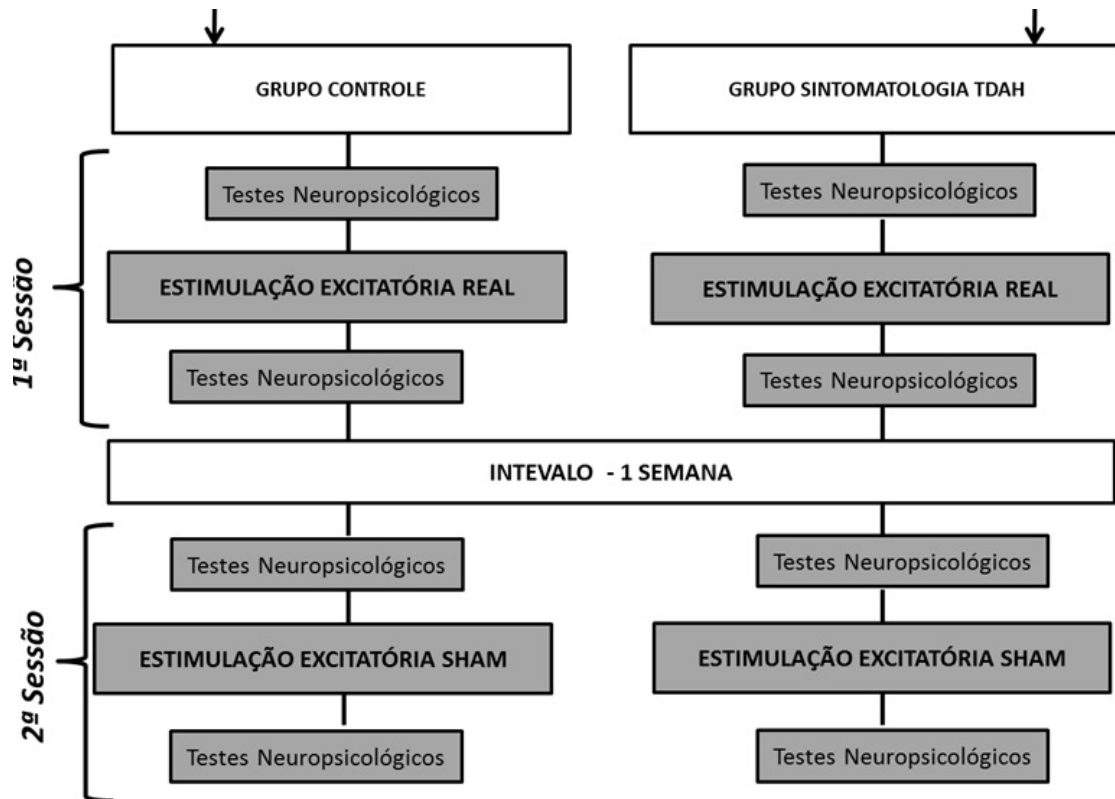 GRUPO CONTROLE
GRUPO SINTOMATOLOGIA TDAH
1ª Sessão
Testes Neuropsicológicos
Testes Neuropsicológicos
ESTIMULAÇÃO EXCITATÓRIA REAL
ESTIMULAÇÃO EXCITATÓRIA REAL
Testes Neuropsicológicos
Testes Neuropsicológicos
INTEVALO - 1 SEMANA
2ª Sessão
Testes Neuropsicológicos
Testes Neuropsicológicos
ESTIMULAÇÃO EXCITATÓRIA SHAM
ESTIMULAÇÃO EXCITATÓRIA SHAM
Testes Neuropsicológicos
Testes Neuropsicológicos